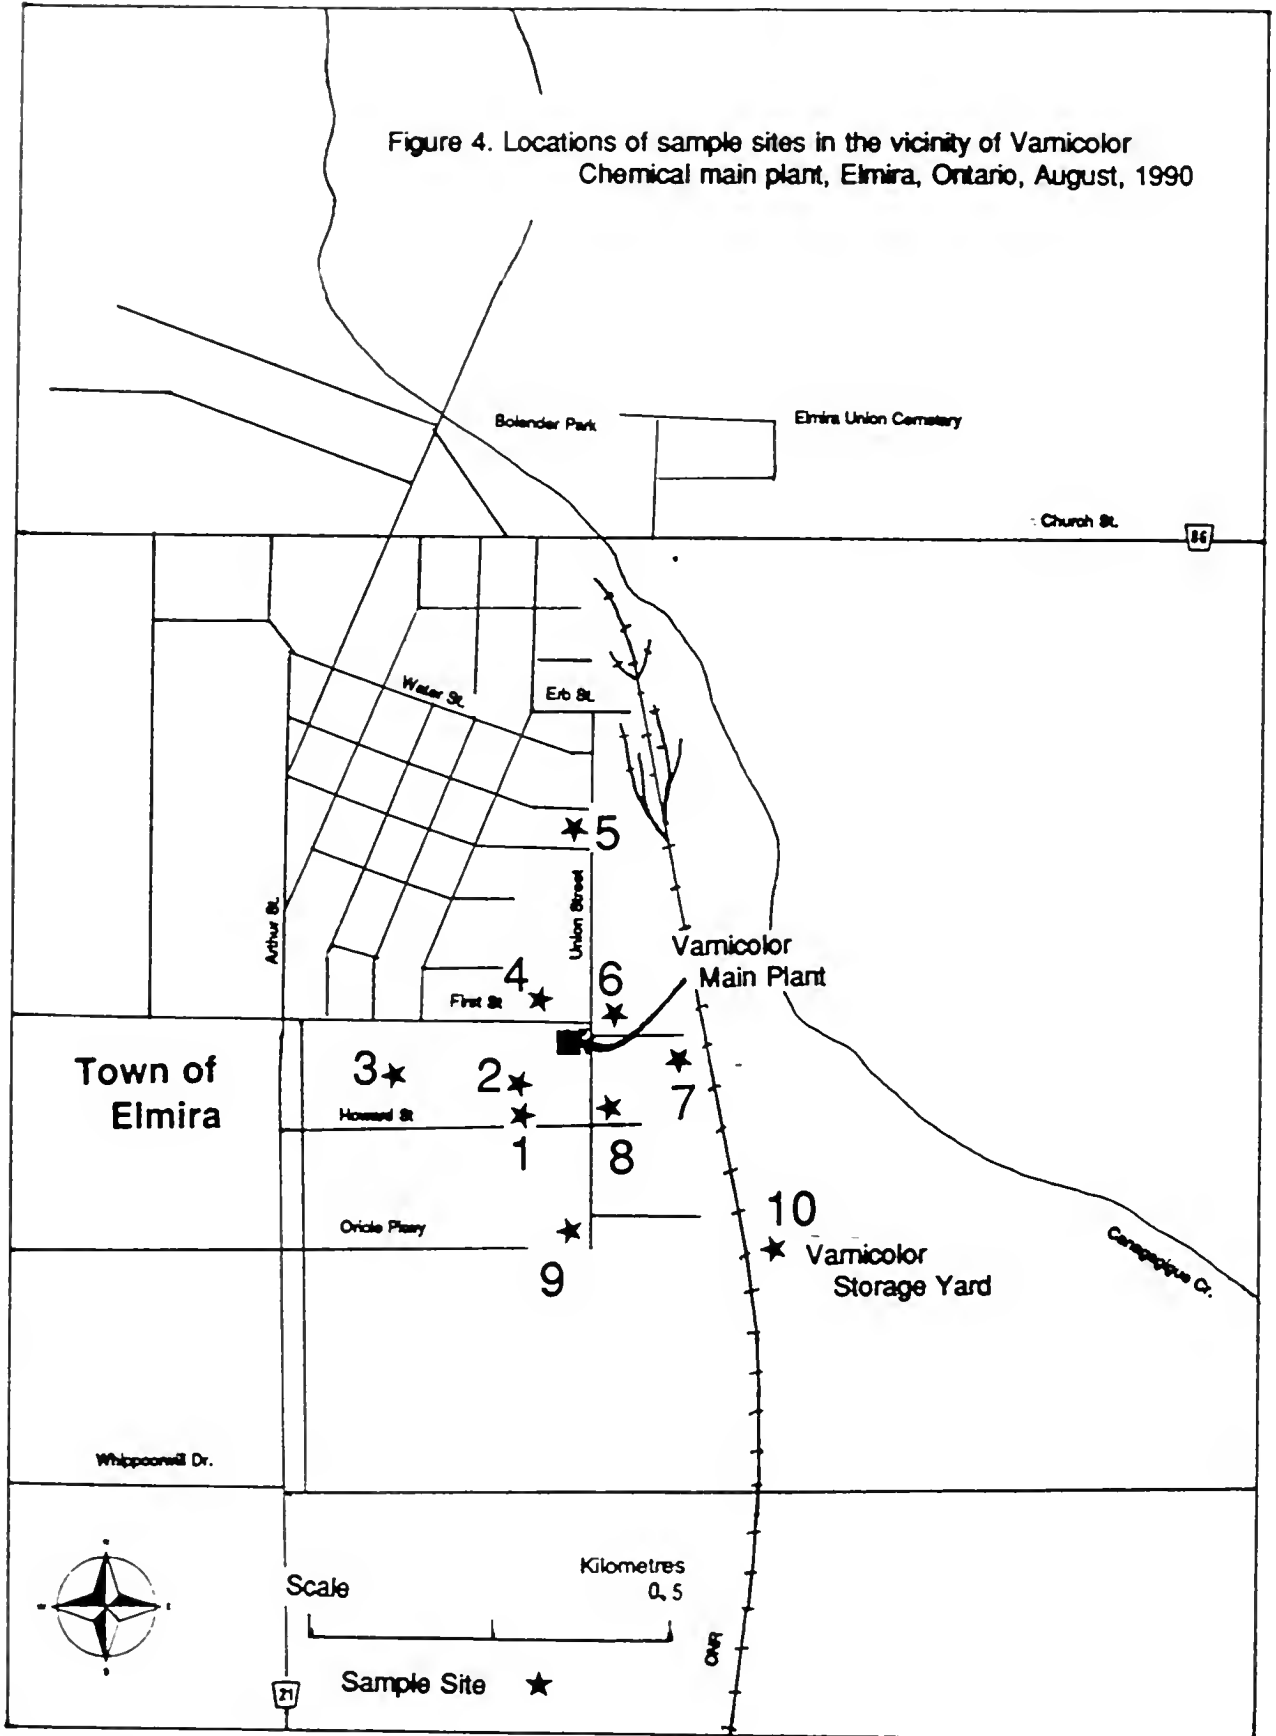 Figure 4. Locations of sample sites in the vicinity of Varnicolor
Chemical main plant, Elmira, Ontario, August, 1990
Bolender Park
Elmira Union Cemetary
Church St.
86
Water St.
Erb St.
5
Union Street
Arthur St.
Varnicolor
Main Plant
4
6
First St
Town of
Elmira
3
2
7
Howard St
1
8
10
Oriole Pkwy
9
Varnicolor
Storage Yard
Canagagigue Cr.
Whippoorwill Dr.
Scale
Kilometres
0.5
CNR
Sample Site
21